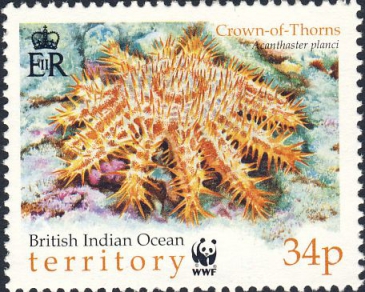 Crown-of-Thorns
Acanthaster planci
EIIR
British Indian Ocean
territory
WWF
34p